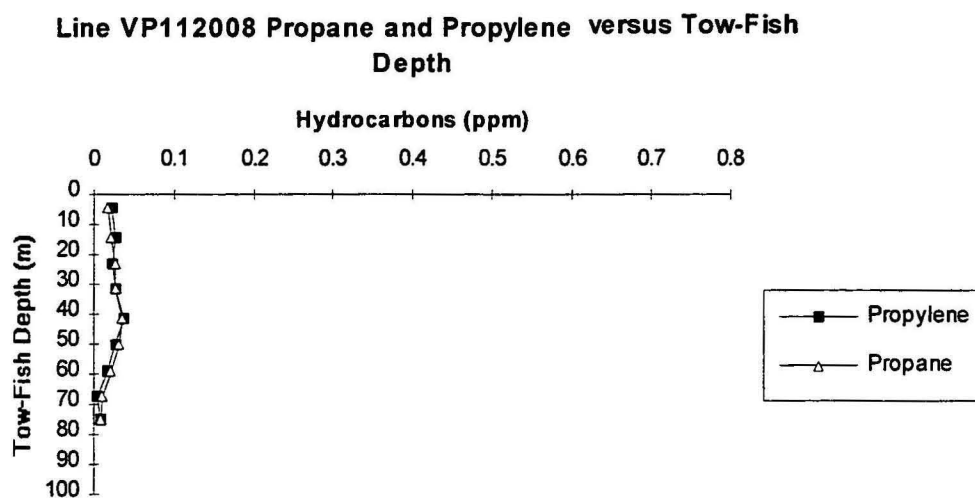 Line VP112008 Propane and Propylene versus Tow-Fish
Depth
Hydrocarbons (ppm)
0 0.1 0.2 0.3 0.4 0.5 0.6 0.7 0.8
Tow-Fish Depth (m)
0
10
20
30
40
50
60
70
80
90
100
Propylene
Propane